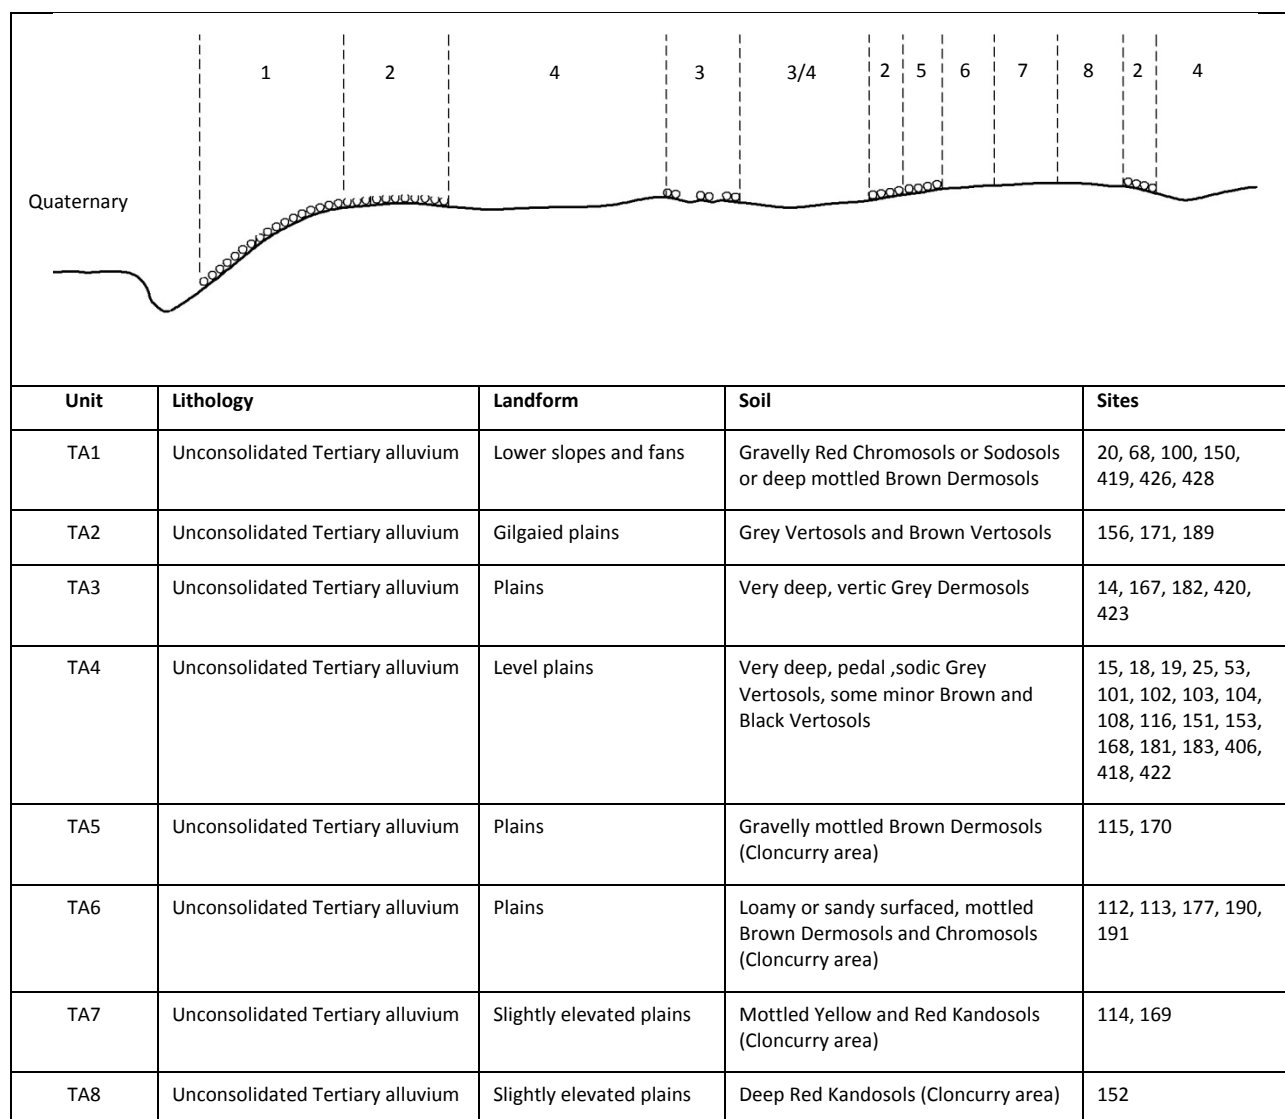 1 2 4 3 3/4 2 5 6 7 8 2 4
Quaternary
Unit Lithology Landform Soil Sites
TA1 Unconsolidated Tertiary alluvium Lower slopes and fans Gravelly Red Chromosols or Sodosols 20, 68, 100, 150,
or deep mottled Brown Dermosols 419, 426, 428
TA2 Unconsolidated Tertiary alluvium Gilgaied plains Grey Vertosols and Brown Vertosols 156, 171, 189
TA3 Unconsolidated Tertiary alluvium Plains Very deep, vertic Grey Dermosols 14, 167, 182, 420,
423
TA4 Unconsolidated Tertiary alluvium Level plains Very deep, pedal ,sodic Grey 15, 18, 19, 25, 53,
Vertosols, some minor Brown and 101, 102, 103, 104,
Black Vertosols 108, 116, 151, 153,
168, 181, 183, 406,
418, 422
TA5 Unconsolidated Tertiary alluvium Plains Gravelly mottled Brown Dermosols 115, 170
(Cloncurry area)
TA6 Unconsolidated Tertiary alluvium Plains Loamy or sandy surfaced, mottled 112, 113, 177, 190,
Brown Dermosols and Chromosols 191
(Cloncurry area)
TA7 Unconsolidated Tertiary alluvium Slightly elevated plains Mottled Yellow and Red Kandosols 114, 169
(Cloncurry area)
TA8 Unconsolidated Tertiary alluvium Slightly elevated plains Deep Red Kandosols (Cloncurry area) 152